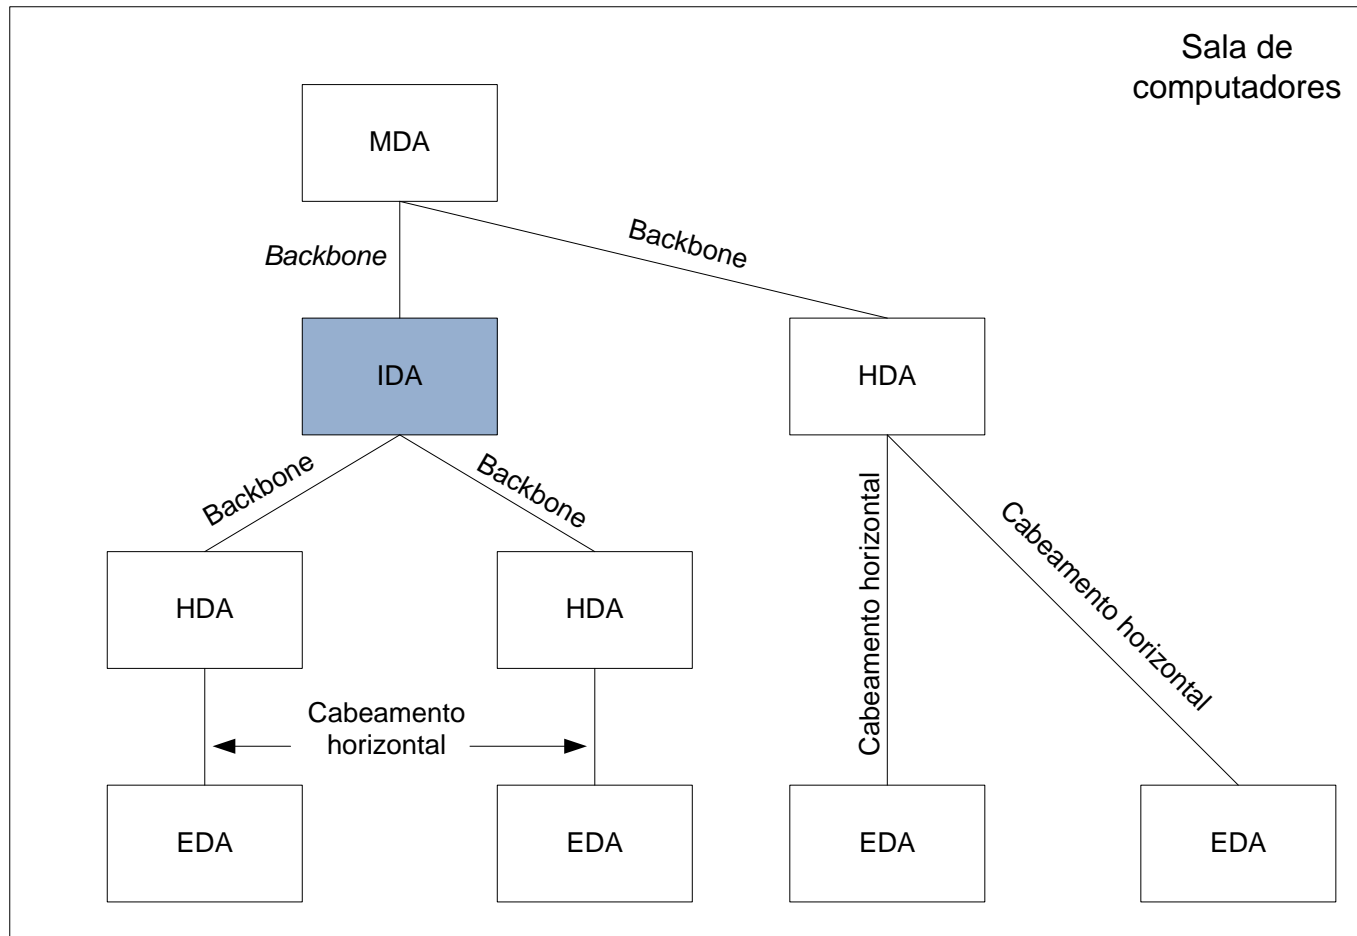 Sala de
computadores
MDA
Backbone
Backbone
IDA
HDA
Backbone
Backbone
Cabeamento horizontal
Cabeamento horizontal
HDA
HDA
Cabeamento
horizontal
EDA
EDA
EDA
EDA